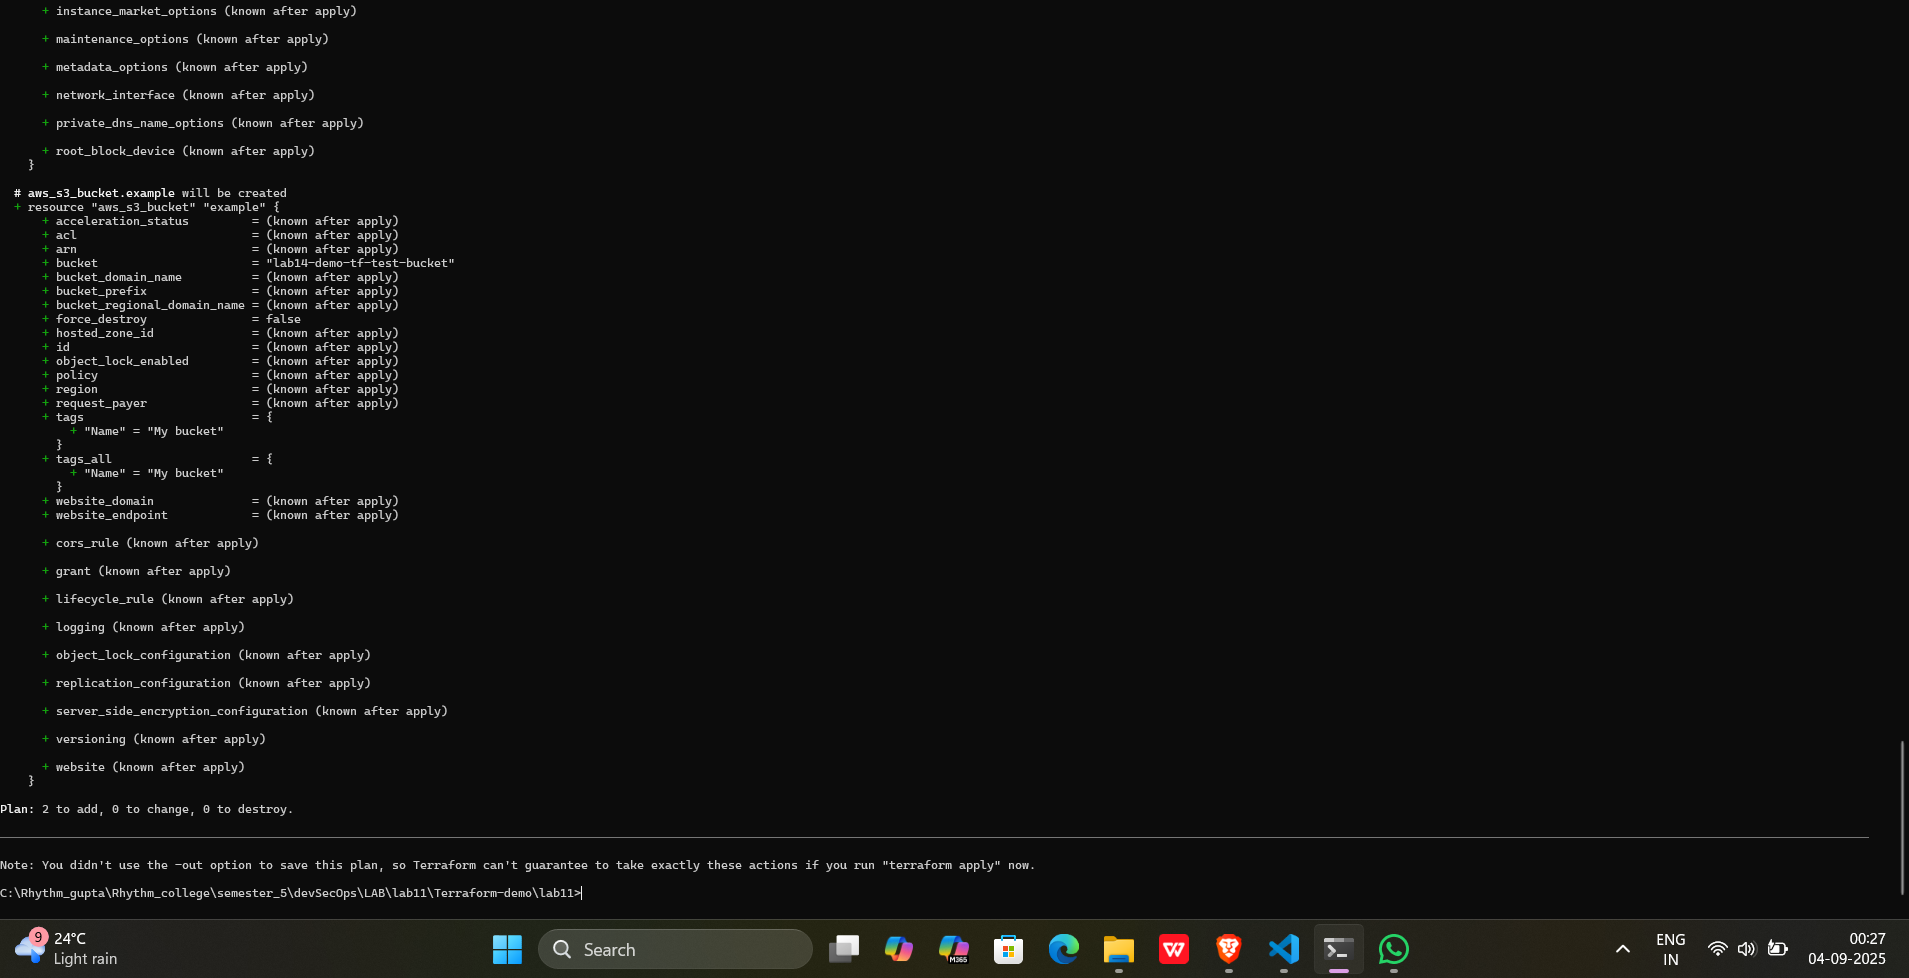 + instance_market_options (known after apply)
+ maintenance_options (known after apply)
+ metadata_options (known after apply)
+ network_interface (known after apply)
+ private_dns_name_options (known after apply)
+ root_block_device (known after apply)
}
# aws_s3_bucket.example will be created
+ resource "aws_s3_bucket" "example" {
+ acceleration_status = (known after apply)
+ acl = (known after apply)
+ arn = (known after apply)
+ bucket = "lab14-demo-tf-test-bucket"
+ bucket_domain_name = (known after apply)
+ bucket_prefix = (known after apply)
+ bucket_regional_domain_name = (known after apply)
+ force_destroy = false
+ hosted_zone_id = (known after apply)
+ id = (known after apply)
+ object_lock_enabled = (known after apply)
+ policy = (known after apply)
+ region = (known after apply)
+ request_payer = (known after apply)
+ tags = {
+ "Name" = "My bucket"
}
+ tags_all = {
+ "Name" = "My bucket"
}
+ website_domain = (known after apply)
+ website_endpoint = (known after apply)
+ cors_rule (known after apply)
+ grant (known after apply)
+ lifecycle_rule (known after apply)
+ logging (known after apply)
+ object_lock_configuration (known after apply)
+ replication_configuration (known after apply)
+ server_side_encryption_configuration (known after apply)
+ versioning (known after apply)
+ website (known after apply)
}
Plan: 2 to add, 0 to change, 0 to destroy.
Note: You didn't use the -out option to save this plan, so Terraform can't guarantee to take exactly these actions if you run "terraform apply" now.
C:\Rhythm_gupta\Rhythm_college\semester_5\devSecOps\LAB\lab11\Terraform-demo\lab11>
9
24°C
Light rain
Search
M365
W
ENG
IN
00:27
04-09-2025